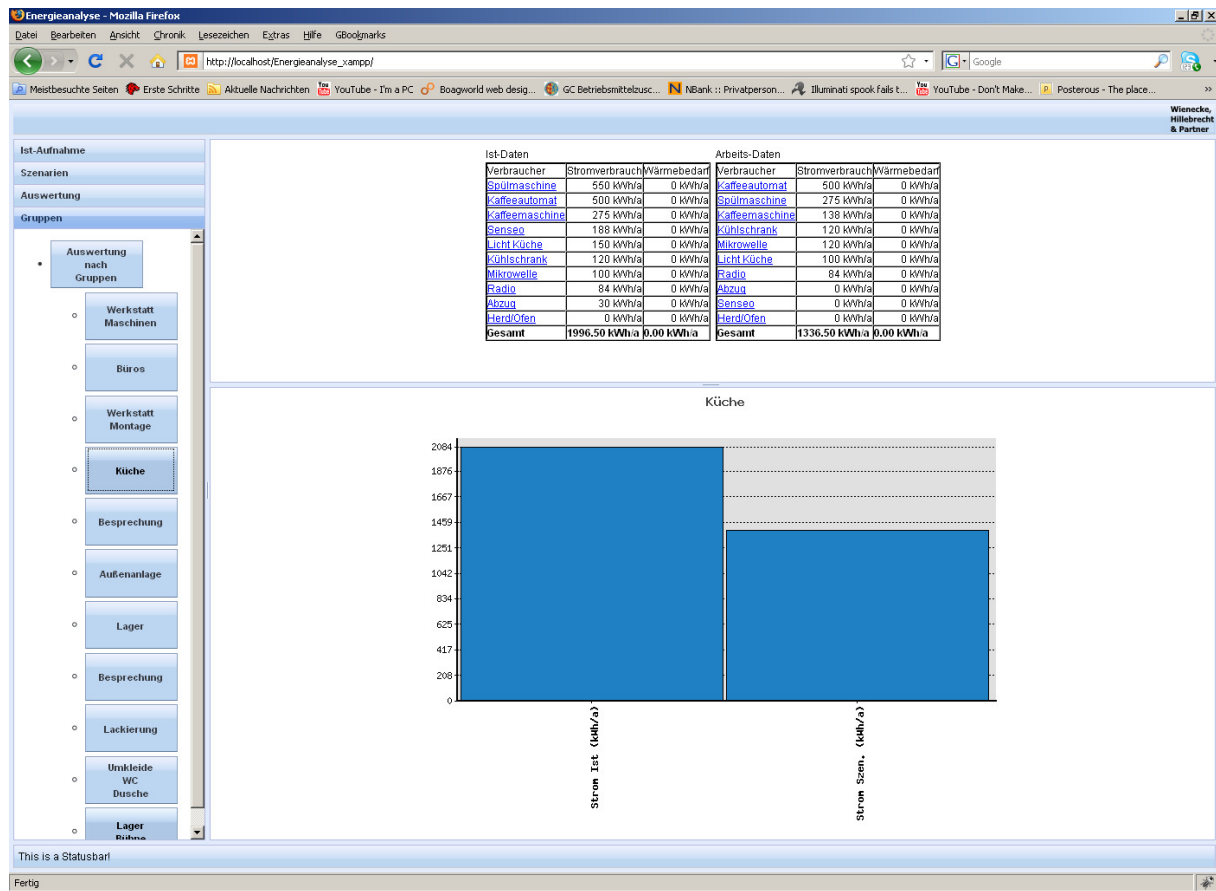 Energieanalyse - Mozilla Firefox
Datei Bearbeiten Ansicht Chronik Lesezeichen Extras Hilfe GBookmarks
http://localhost/Energieanalyse_xampp/
Google
Meistbesuchte Seiten Erste Schritte Aktuelle Nachrichten YouTube - I'm a PC Boagworld web desig... GC Betriebsmittelzusc... NBank :: Privatperson... Illuminati spook fails t... YouTube - Don't Make... Posterous - The place... »
Wienecke,
Hillebrecht
& Partner
Ist-Aufnahme
Szenarien
Auswertung
Gruppen
Auswertung
nach
Gruppen
Werkstatt
Maschinen
Büros
Werkstatt
Montage
Küche
Besprechung
Außenanlage
Lager
Besprechung
Lackierung
Umkleide
WC
Dusche
Lager
Bühne
Ist-Daten
Verbraucher Stromverbrauch Wärmebedarf
Spülmaschine 550 kWh/a 0 kWh/a
Kaffeeautomat 500 kWh/a 0 kWh/a
Kaffeemaschine 275 kWh/a 0 kWh/a
Senseo 188 kWh/a 0 kWh/a
Licht Küche 150 kWh/a 0 kWh/a
Kühlschrank 120 kWh/a 0 kWh/a
Mikrowelle 100 kWh/a 0 kWh/a
Radio 84 kWh/a 0 kWh/a
Abzug 30 kWh/a 0 kWh/a
Herd/Ofen 0 kWh/a 0 kWh/a
Gesamt 1996.50 kWh/a 0.00 kWh/a
Arbeits-Daten
Verbraucher Stromverbrauch Wärmebedarf
Kaffeeautomat 500 kWh/a 0 kWh/a
Spülmaschine 275 kWh/a 0 kWh/a
Kaffeemaschine 138 kWh/a 0 kWh/a
Kühlschrank 120 kWh/a 0 kWh/a
Mikrowelle 120 kWh/a 0 kWh/a
Licht Küche 100 kWh/a 0 kWh/a
Radio 84 kWh/a 0 kWh/a
Abzug 0 kWh/a 0 kWh/a
Senseo 0 kWh/a 0 kWh/a
Herd/Ofen 0 kWh/a 0 kWh/a
Gesamt 1336.50 kWh/a 0.00 kWh/a
Küche
2084
1876
1667
1459
1251
1042
834
625
417
208
0
Strom Ist (kWh/a)
Strom Szen. (kWh/a)
This is a Statusbar!
Fertig